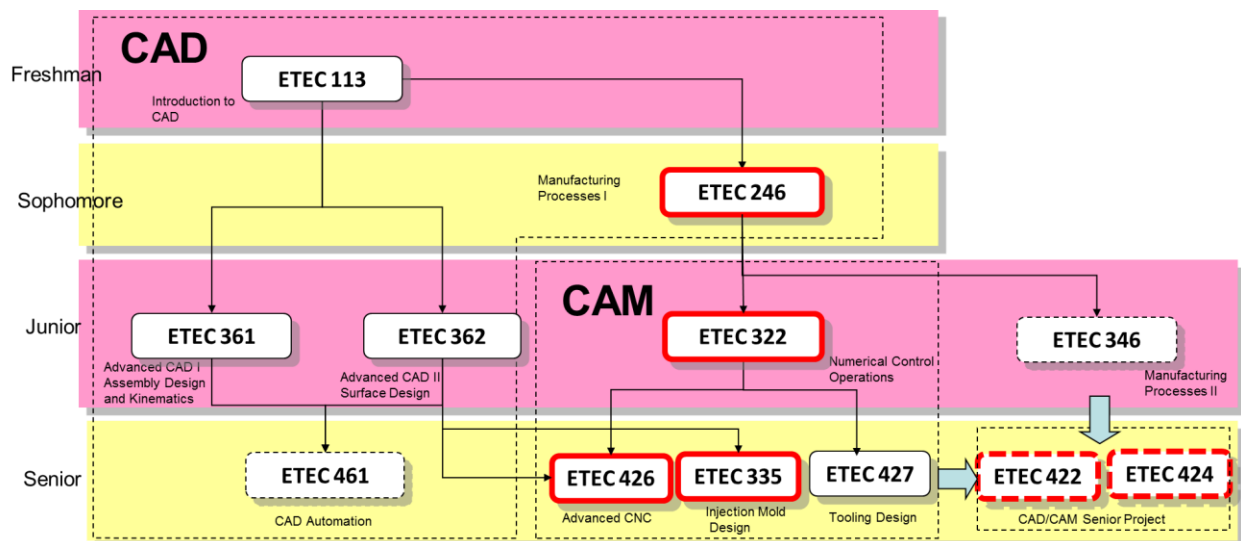 CAD
Freshman
ETEC 113
Introduction to
CAD
Sophomore
Manufacturing
Processes I
ETEC 246
CAM
Junior
ETEC 361
ETEC 362
ETEC 322
ETEC 346
Advanced CAD I
Assembly Design
and Kinematics
Advanced CAD II
Surface Design
Numerical Control
Operations
Manufacturing
Processes II
Senior
ETEC 461
ETEC 426
ETEC 335
ETEC 427
ETEC 422
ETEC 424
CAD Automation
Advanced CNC
Injection Mold
Design
Tooling Design
CAD/CAM Senior Project